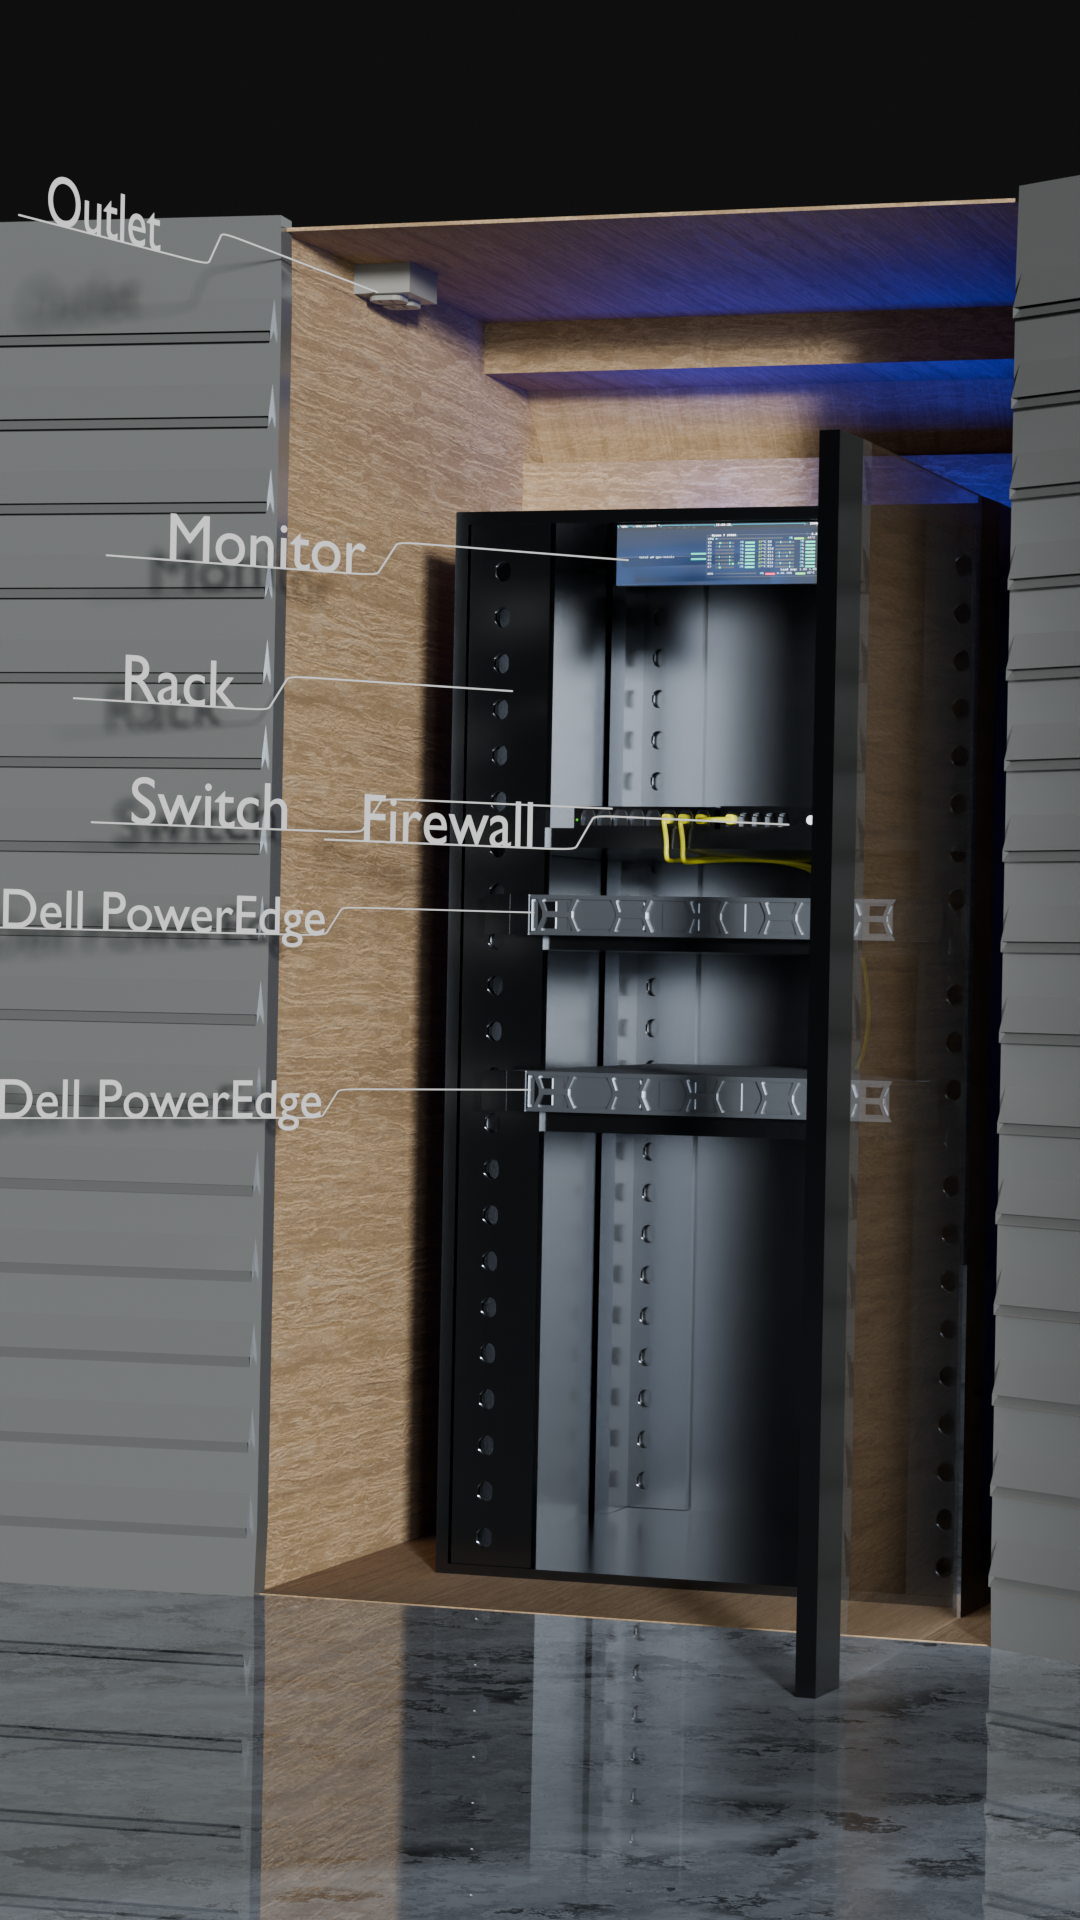 Outlet
Monitor
Rack
Switch
Firewall
Dell PowerEdge
Dell PowerEdge